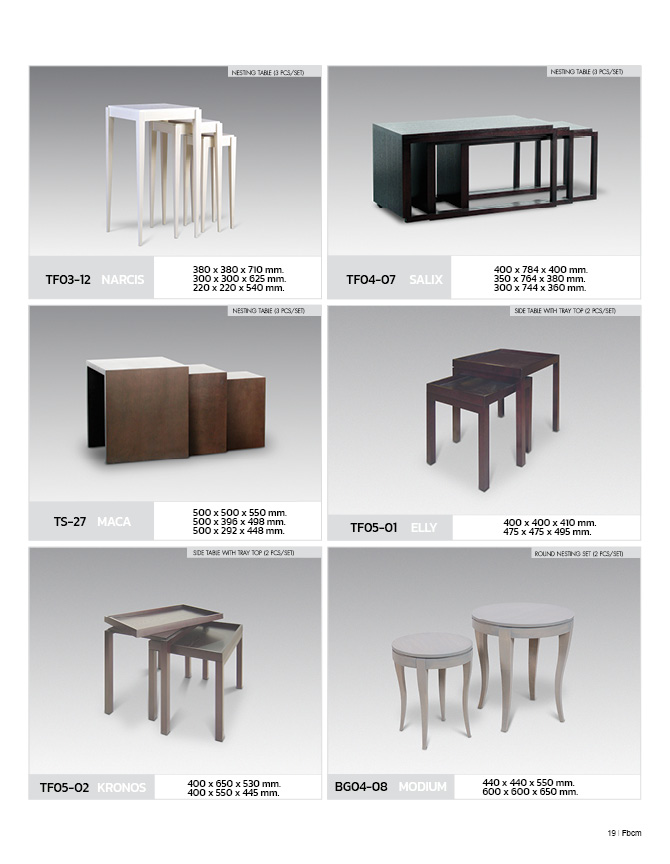 NESTING TABLE (3 PCS/SET)
TF03-12 NARCIS
380 x 380 x 710 mm.
300 x 300 x 625 mm.
220 x 220 x 540 mm.
NESTING TABLE (3 PCS/SET)
TF04-07 SALIX
400 x 784 x 400 mm.
350 x 764 x 380 mm.
300 x 744 x 360 mm.
NESTING TABLE (3 PCS/SET)
TS-27 MACA
500 x 500 x 550 mm.
500 x 396 x 498 mm.
500 x 292 x 448 mm.
SIDE TABLE WITH TRAY TOP (2 PCS/SET)
TF05-01 ELLY
400 x 400 x 410 mm.
475 x 475 x 495 mm.
SIDE TABLE WITH TRAY TOP (2 PCS/SET)
TF05-02 KRONOS
400 x 650 x 530 mm.
400 x 550 x 445 mm.
ROUND NESTING SET (2 PCS/SET)
BG04-08 MODIUM
440 x 440 x 550 mm.
600 x 600 x 650 mm.
19 | Fbcm